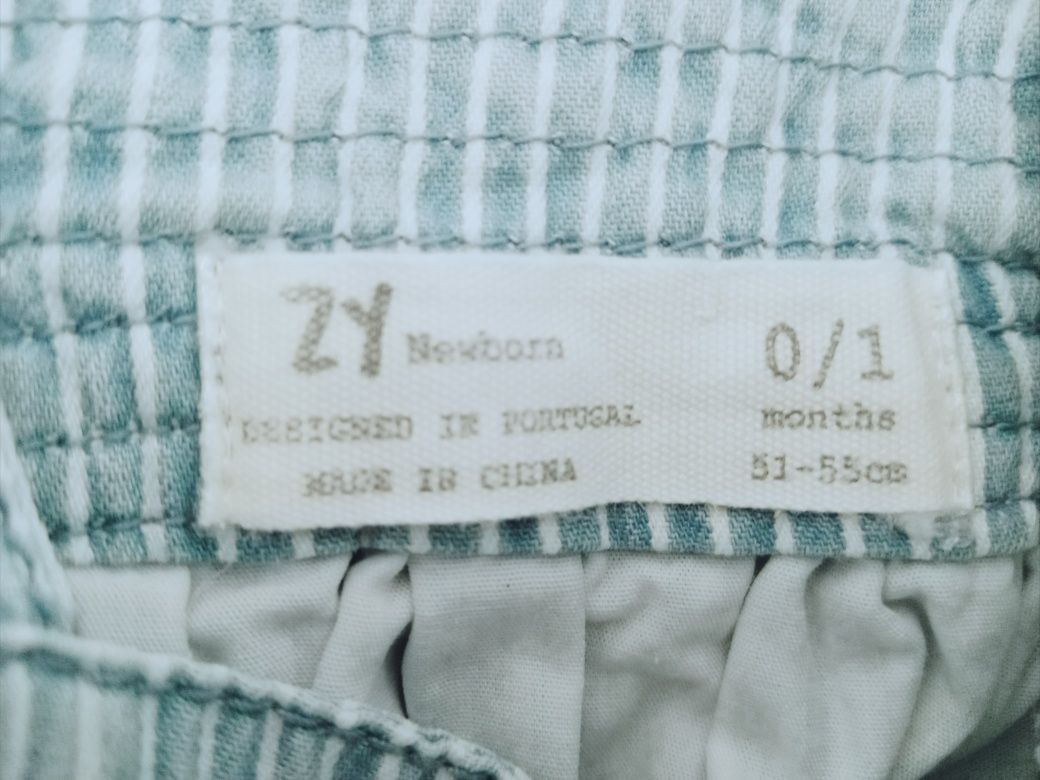 ZY Newborn 0/1
DESIGNED IN PORTUGAL months
MADE IN CHINA 51-55cm